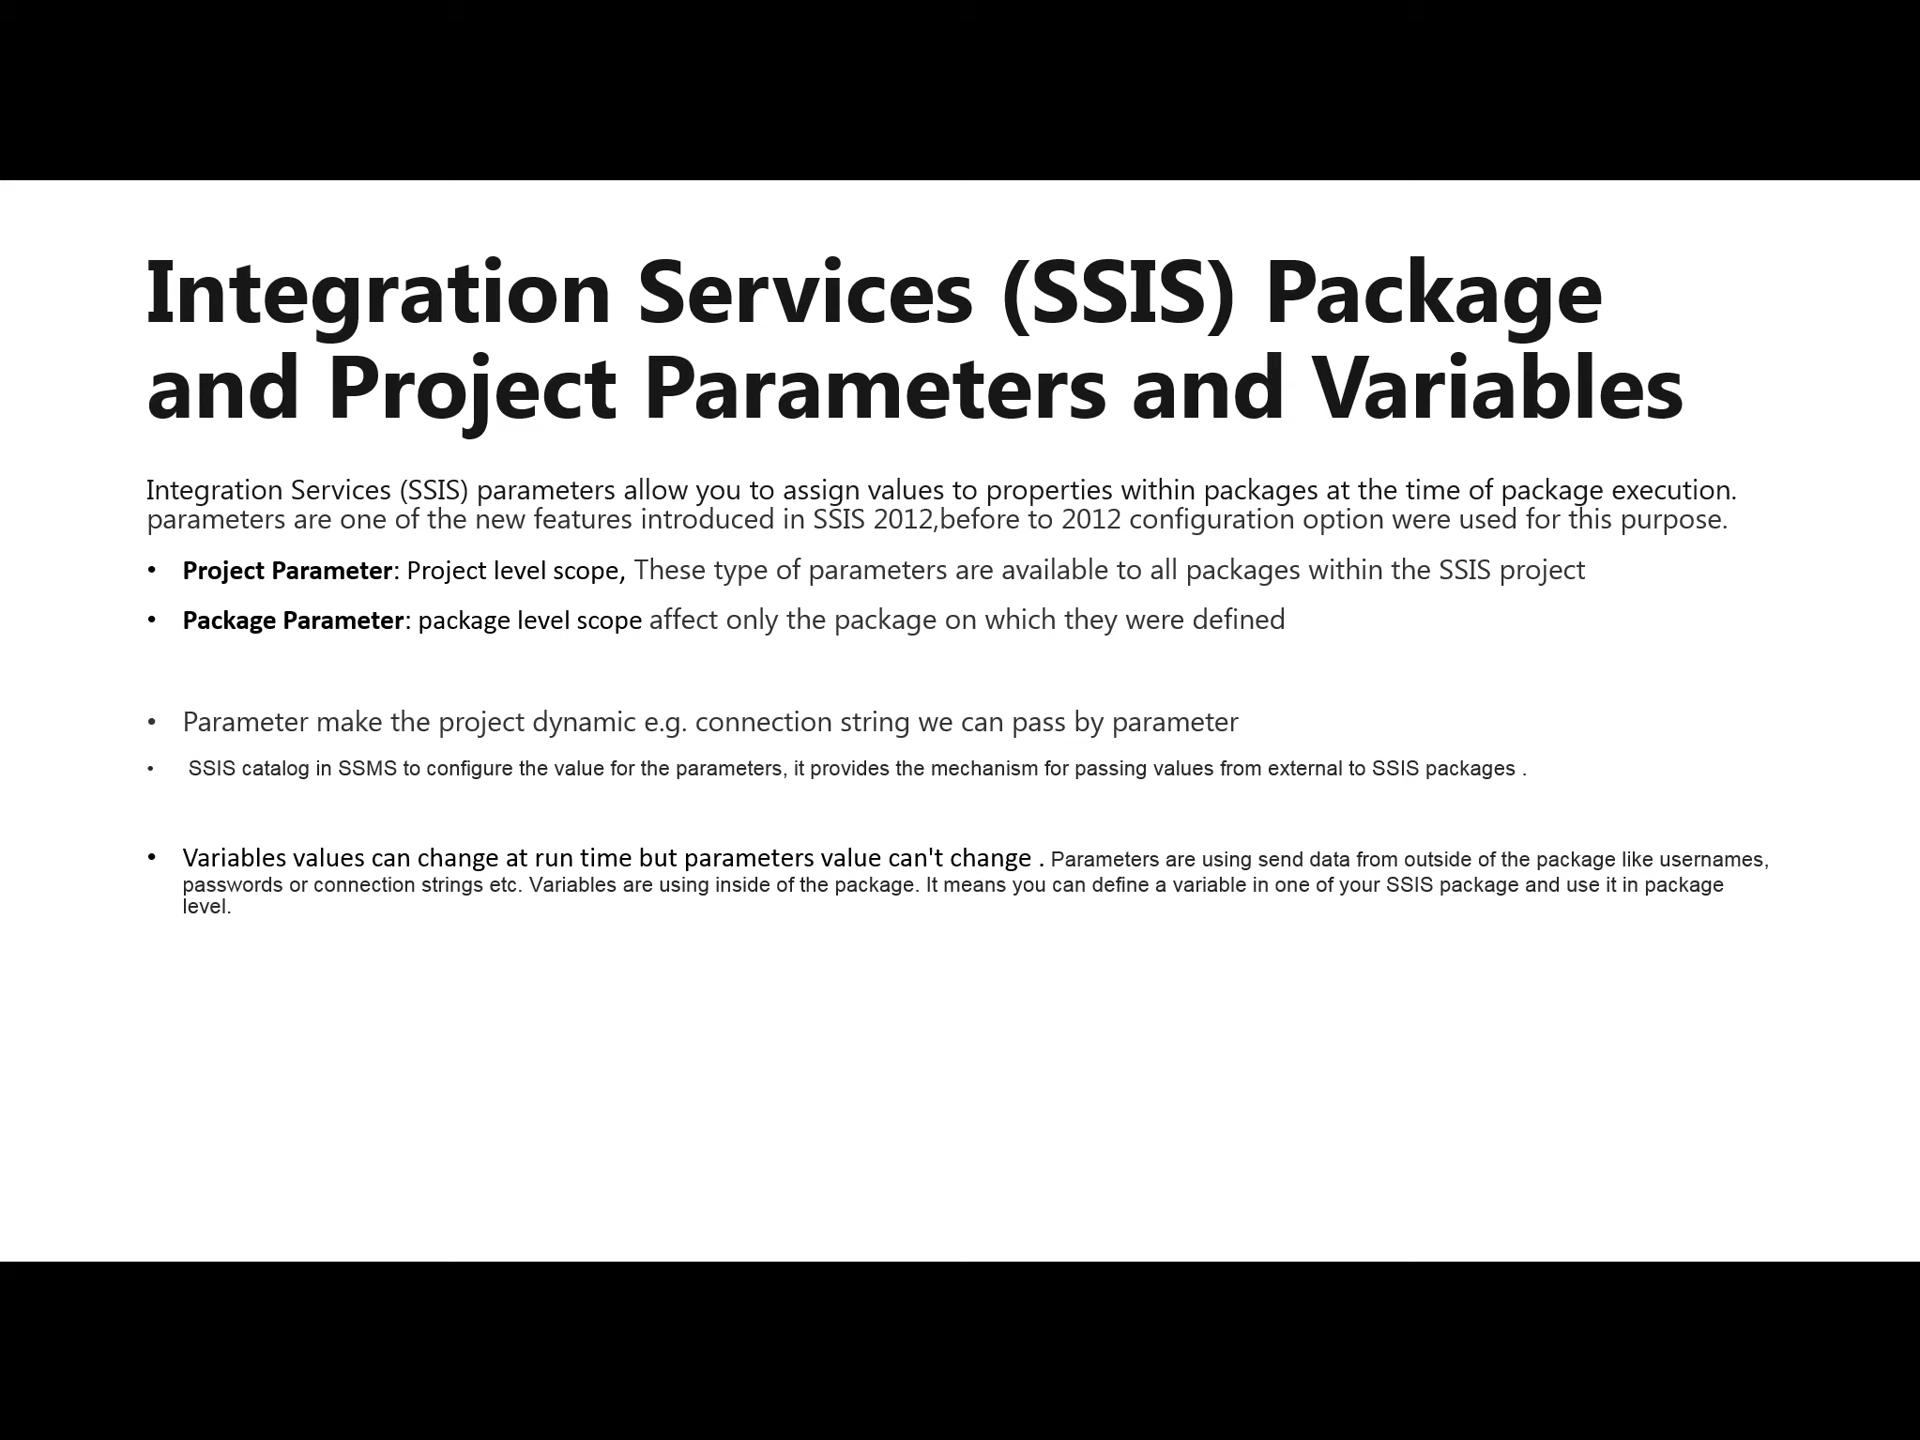 Integration Services (SSIS) Package
and Project Parameters and Variables
Integration Services (SSIS) parameters allow you to assign values to properties within packages at the time of package execution.
parameters are one of the new features introduced in SSIS 2012,before to 2012 configuration option were used for this purpose.
• Project Parameter: Project level scope, These type of parameters are available to all packages within the SSIS project
• Package Parameter: package level scope affect only the package on which they were defined
• Parameter make the project dynamic e.g. connection string we can pass by parameter
• SSIS catalog in SSMS to configure the value for the parameters, it provides the mechanism for passing values from external to SSIS packages .
• Variables values can change at run time but parameters value can't change . Parameters are using send data from outside of the package like usernames,
passwords or connection strings etc. Variables are using inside of the package. It means you can define a variable in one of your SSIS package and use it in package
level.